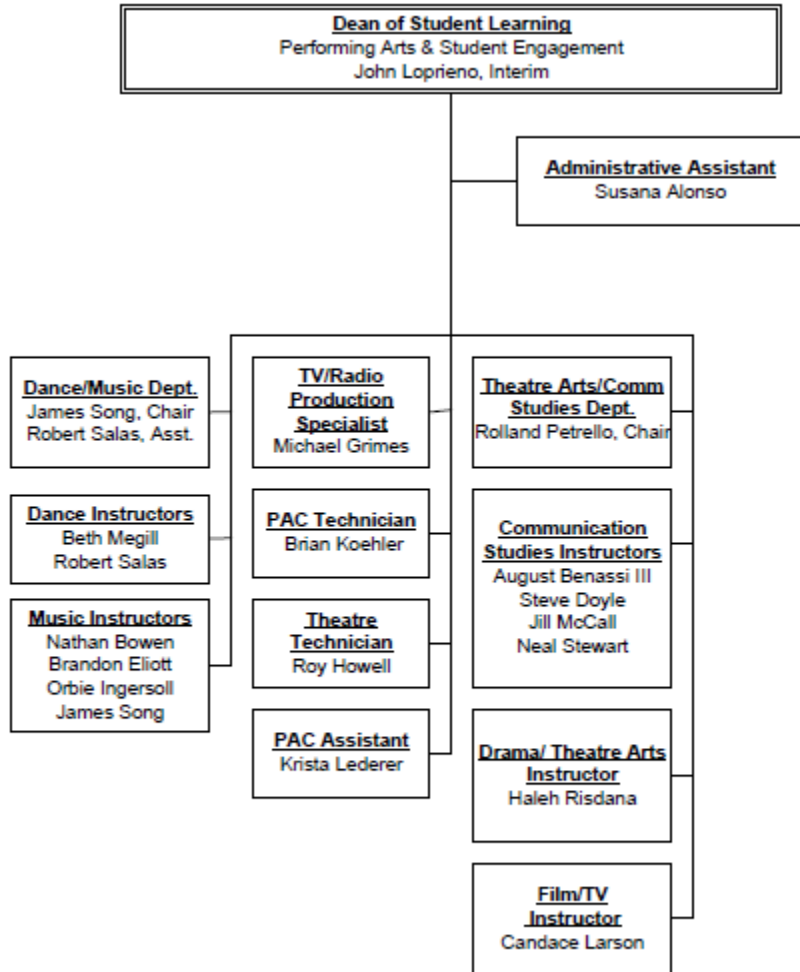 Dean of Student Learning
Performing Arts & Student Engagement
John Loprieno, Interim
Administrative Assistant
Susana Alonso
Dance/Music Dept.
James Song, Chair
Robert Salas, Asst.
Dance Instructors
Beth Megill
Robert Salas
Music Instructors
Nathan Bowen
Brandon Eliott
Orbie Ingersoll
James Song
TV/Radio
Production
Specialist
Michael Grimes
PAC Technician
Brian Koehler
Theatre
Technician
Roy Howell
PAC Assistant
Krista Lederer
Theatre Arts/Comm
Studies Dept.
Rolland Petrello, Chair
Communication
Studies Instructors
August Benassi III
Steve Doyle
Jill McCall
Neal Stewart
Drama/ Theatre Arts
Instructor
Haleh Risdana
Film/TV
Instructor
Candace Larson